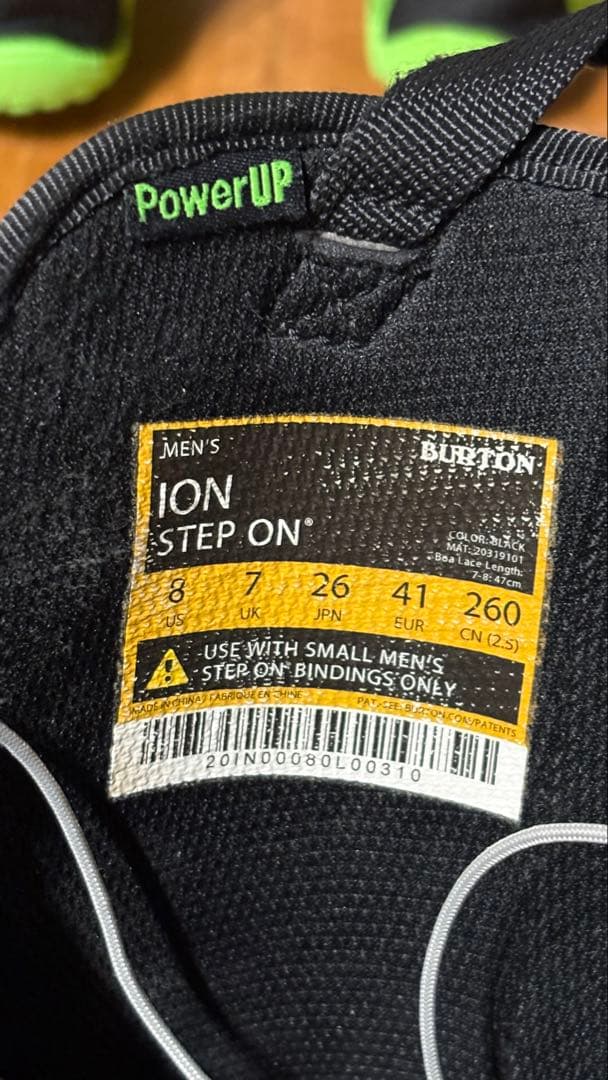 PowerUP
MEN'S
BURTON
ION
STEP ON®
COLOR: BLACK
MAT: 20319101
Boa Lace Length:
7-8: 47cm
8 7 26 41 260
US UK JPN EUR CN (2.5)
USE WITH SMALL MEN'S
STEP ON® BINDINGS ONLY
MADE IN CHINA / FABRIQUÉ EN CHINE
PAT.-SEE: BURTON.COM/PATENTS
20IN00080L00310